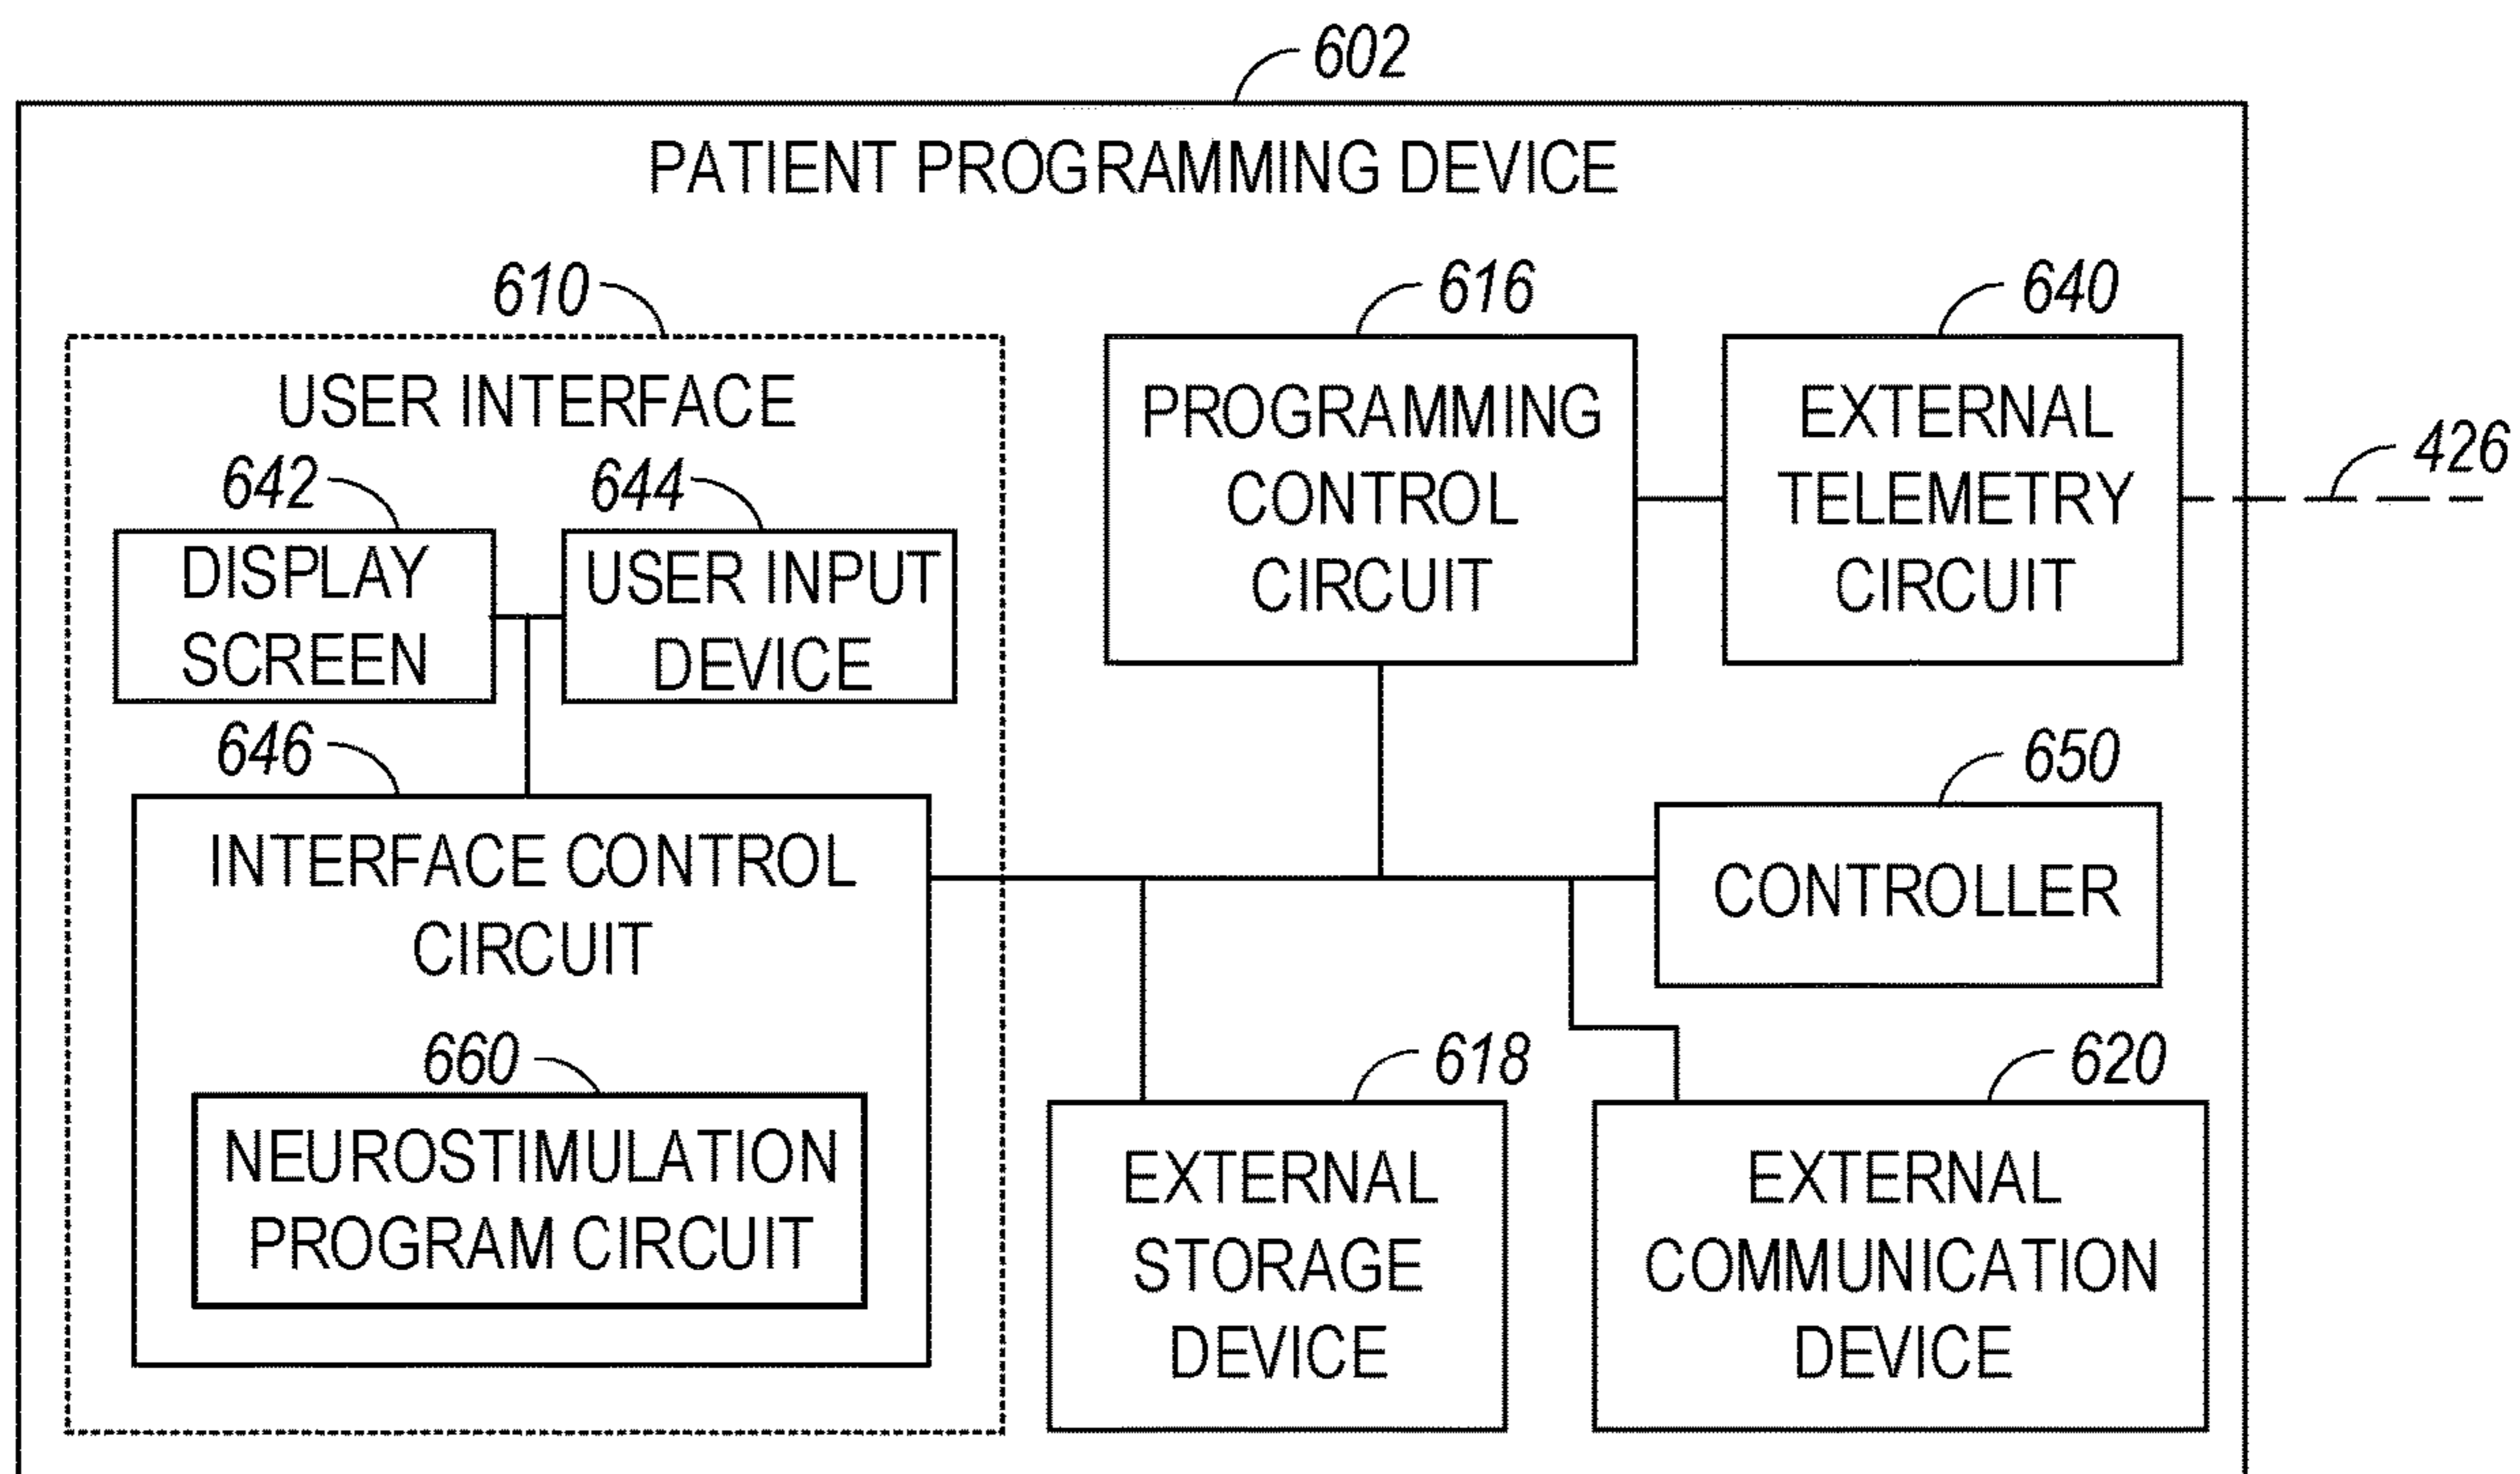 602
PATIENT PROGRAMMING DEVICE
610
USER INTERFACE
642
DISPLAY
SCREEN
644
USER INPUT
DEVICE
646
INTERFACE CONTROL
CIRCUIT
660
NEUROSTIMULATION
PROGRAM CIRCUIT
616
PROGRAMMING
CONTROL
CIRCUIT
640
EXTERNAL
TELEMETRY
CIRCUIT
426
650
CONTROLLER
618
EXTERNAL
STORAGE
DEVICE
620
EXTERNAL
COMMUNICATION
DEVICE